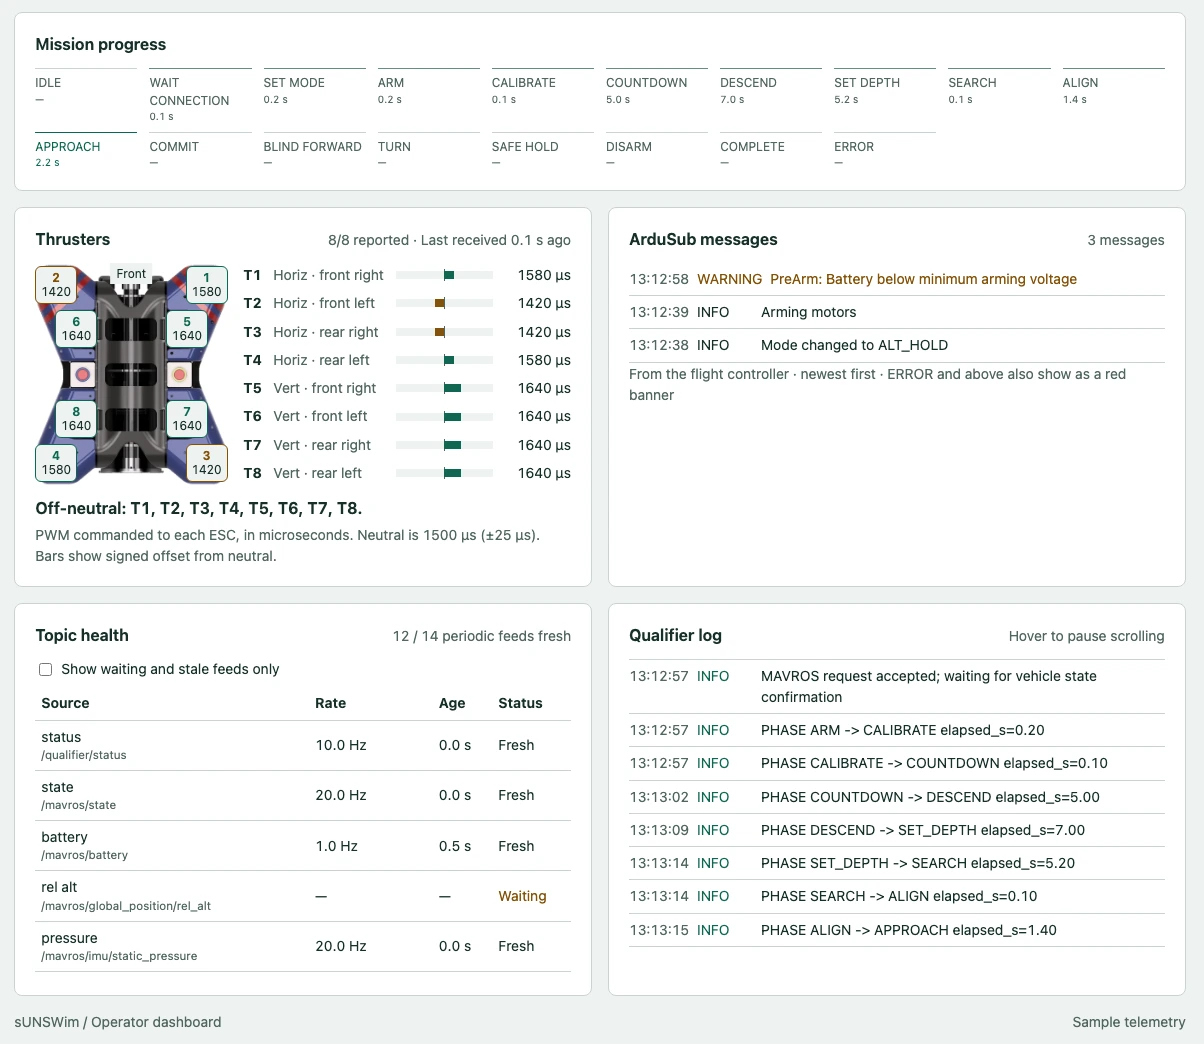 Mission progress
IDLE
—
WAIT
CONNECTION
0.1 s
SET MODE
0.2 s
ARM
0.2 s
CALIBRATE
0.1 s
COUNTDOWN
5.0 s
DESCEND
7.0 s
SET DEPTH
5.2 s
SEARCH
0.1 s
ALIGN
1.4 s
APPROACH
2.2 s
COMMIT
—
BLIND FORWARD
—
TURN
—
SAFE HOLD
—
DISARM
—
COMPLETE
—
ERROR
—
Thrusters
8/8 reported · Last received 0.1 s ago
Front
2
1420
1
1580
6
1640
5
1640
8
1640
7
1640
4
1580
3
1420
T1 Horiz · front right 1580 µs
T2 Horiz · front left 1420 µs
T3 Horiz · rear right 1420 µs
T4 Horiz · rear left 1580 µs
T5 Vert · front right 1640 µs
T6 Vert · front left 1640 µs
T7 Vert · rear right 1640 µs
T8 Vert · rear left 1640 µs
Off-neutral: T1, T2, T3, T4, T5, T6, T7, T8.
PWM commanded to each ESC, in microseconds. Neutral is 1500 µs (±25 µs).
Bars show signed offset from neutral.
ArduSub messages
3 messages
13:12:58 WARNING PreArm: Battery below minimum arming voltage
13:12:39 INFO Arming motors
13:12:38 INFO Mode changed to ALT_HOLD
From the flight controller · newest first · ERROR and above also show as a red
banner
Topic health
12 / 14 periodic feeds fresh
Show waiting and stale feeds only
Source Rate Age Status
status
/qualifier/status
10.0 Hz 0.0 s Fresh
state
/mavros/state
20.0 Hz 0.0 s Fresh
battery
/mavros/battery
1.0 Hz 0.5 s Fresh
rel alt
/mavros/global_position/rel_alt
— — Waiting
pressure
/mavros/imu/static_pressure
20.0 Hz 0.0 s Fresh
Qualifier log
Hover to pause scrolling
13:12:57 INFO MAVROS request accepted; waiting for vehicle state
confirmation
13:12:57 INFO PHASE ARM -> CALIBRATE elapsed_s=0.20
13:12:57 INFO PHASE CALIBRATE -> COUNTDOWN elapsed_s=0.10
13:13:02 INFO PHASE COUNTDOWN -> DESCEND elapsed_s=5.00
13:13:09 INFO PHASE DESCEND -> SET_DEPTH elapsed_s=7.00
13:13:14 INFO PHASE SET_DEPTH -> SEARCH elapsed_s=5.20
13:13:14 INFO PHASE SEARCH -> ALIGN elapsed_s=0.10
13:13:15 INFO PHASE ALIGN -> APPROACH elapsed_s=1.40
sUNSWim / Operator dashboard
Sample telemetry